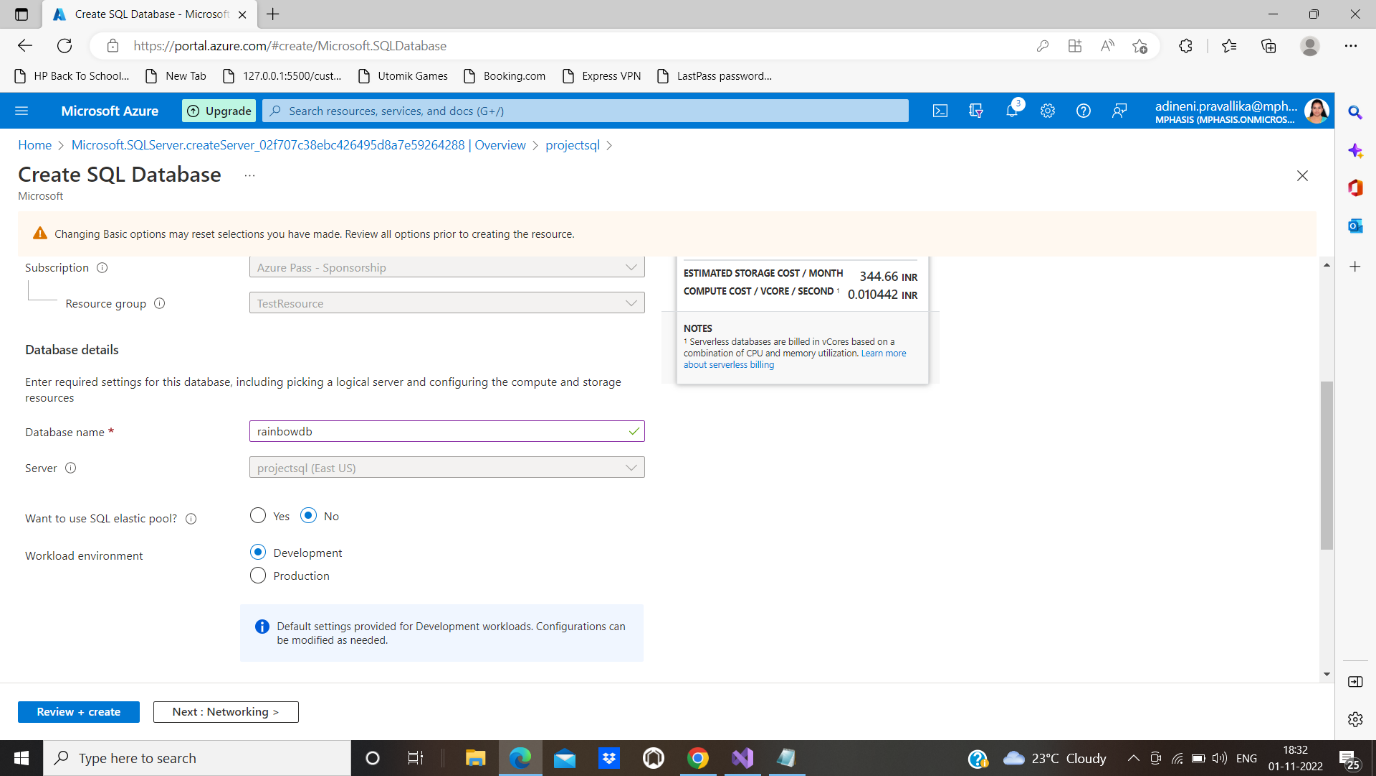 Create SQL Database - Microsof
https://portal.azure.com/#create/Microsoft.SQLDatabase
HP Back To School... New Tab 127.0.0.1:5500/cust... Utomik Games Booking.com Express VPN LastPass password...
Microsoft Azure Upgrade Search resources, services, and docs (G+/) 3 adineni.pravallika@mph...
MPHASIS (MPHASIS.ONMICROS...
Home > Microsoft.SQLServer.createServer_02f707c38ebc426495d8a7e59264288 | Overview > projectsql >
Create SQL Database ...
Microsoft
Changing Basic options may reset selections you have made. Review all options prior to creating the resource.
Subscription Azure Pass - Sponsorship
Resource group TestResource
ESTIMATED STORAGE COST / MONTH 344.66 INR
COMPUTE COST / VCORE / SECOND ¹ 0.010442 INR
NOTES
¹ Serverless databases are billed in vCores based on a
combination of CPU and memory utilization. Learn more
about serverless billing
Database details
Enter required settings for this database, including picking a logical server and configuring the compute and storage
resources
Database name * rainbowdb
Server projectsql (East US)
Want to use SQL elastic pool? Yes No
Workload environment Development
Production
Default settings provided for Development workloads. Configurations can
be modified as needed.
Review + create Next : Networking >
Type here to search 23°C Cloudy ENG 18:32
01-11-2022 25